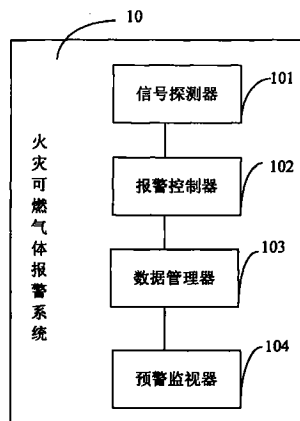 10
信号探测器
101
报警控制器
102
火灾可燃气体报警系统
数据管理器
103
预警监视器
104